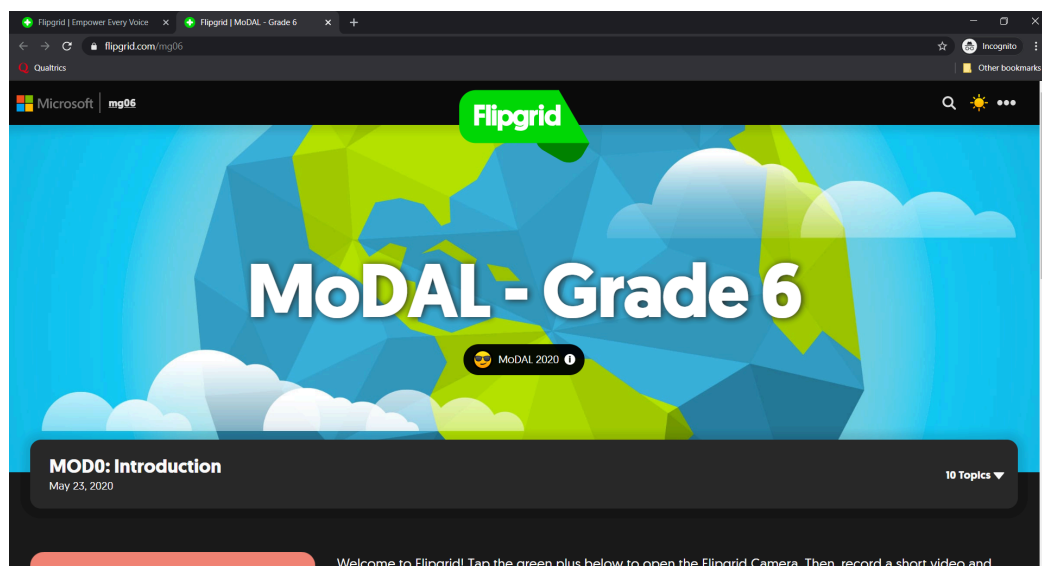 Flipgrid | Empower Every Voice
Flipgrid | MoDAL - Grade 6
flipgrid.com/mg06
Incognito
Qualtrics
Other bookmarks
Microsoft mg06
Flipgrid
MoDAL - Grade 6
MoDAL 2020
MOD0: Introduction
May 23, 2020
10 Topics
Welcome to Flipgrid! Tap the green plus below to open the Flipgrid Camera. Then, record a short video and